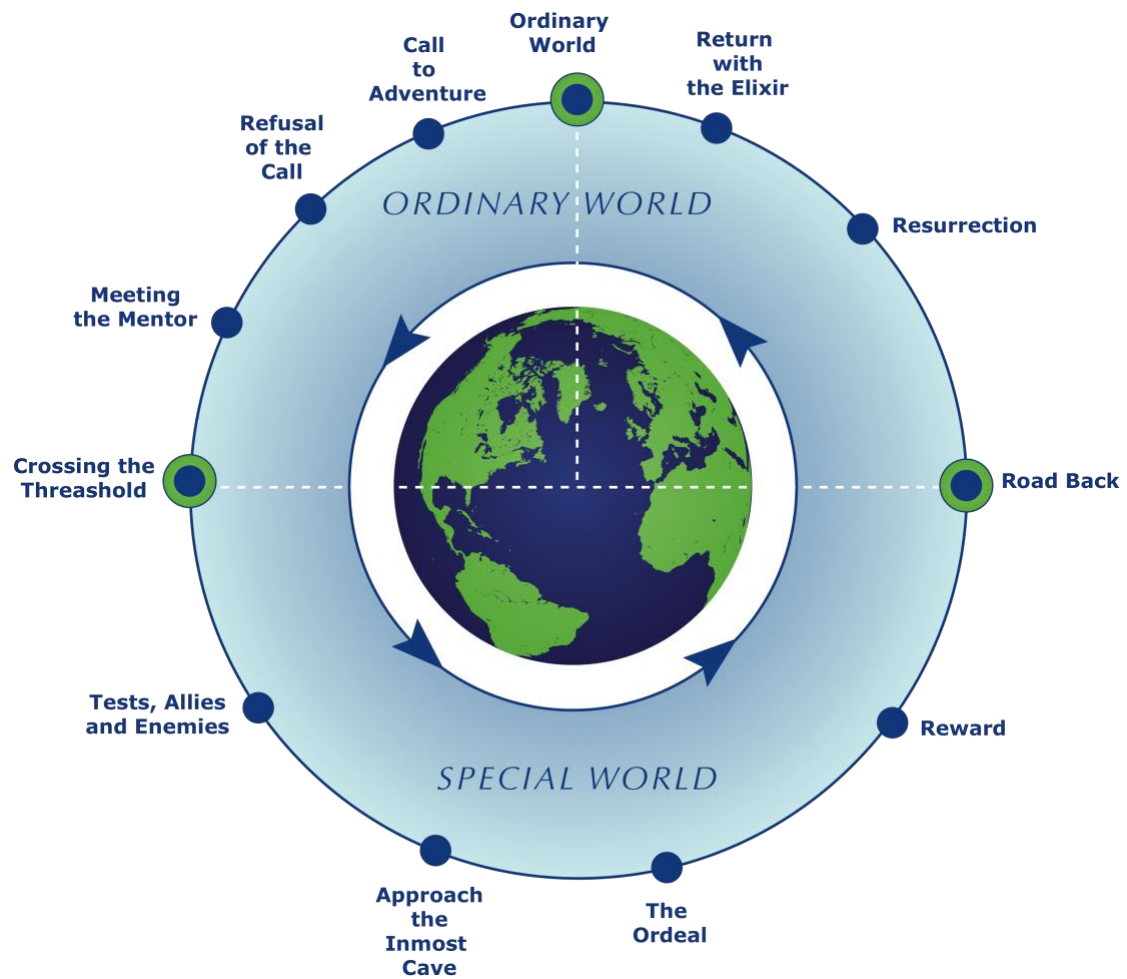 Ordinary
World
Call
to
Adventure
Return
with
the Elixir
Refusal
of the
Call
ORDINARY WORLD
Resurrection
Meeting
the Mentor
Crossing the
Threashold
Road Back
Tests, Allies
and Enemies
Reward
SPECIAL WORLD
Approach
the
Inmost
Cave
The
Ordeal